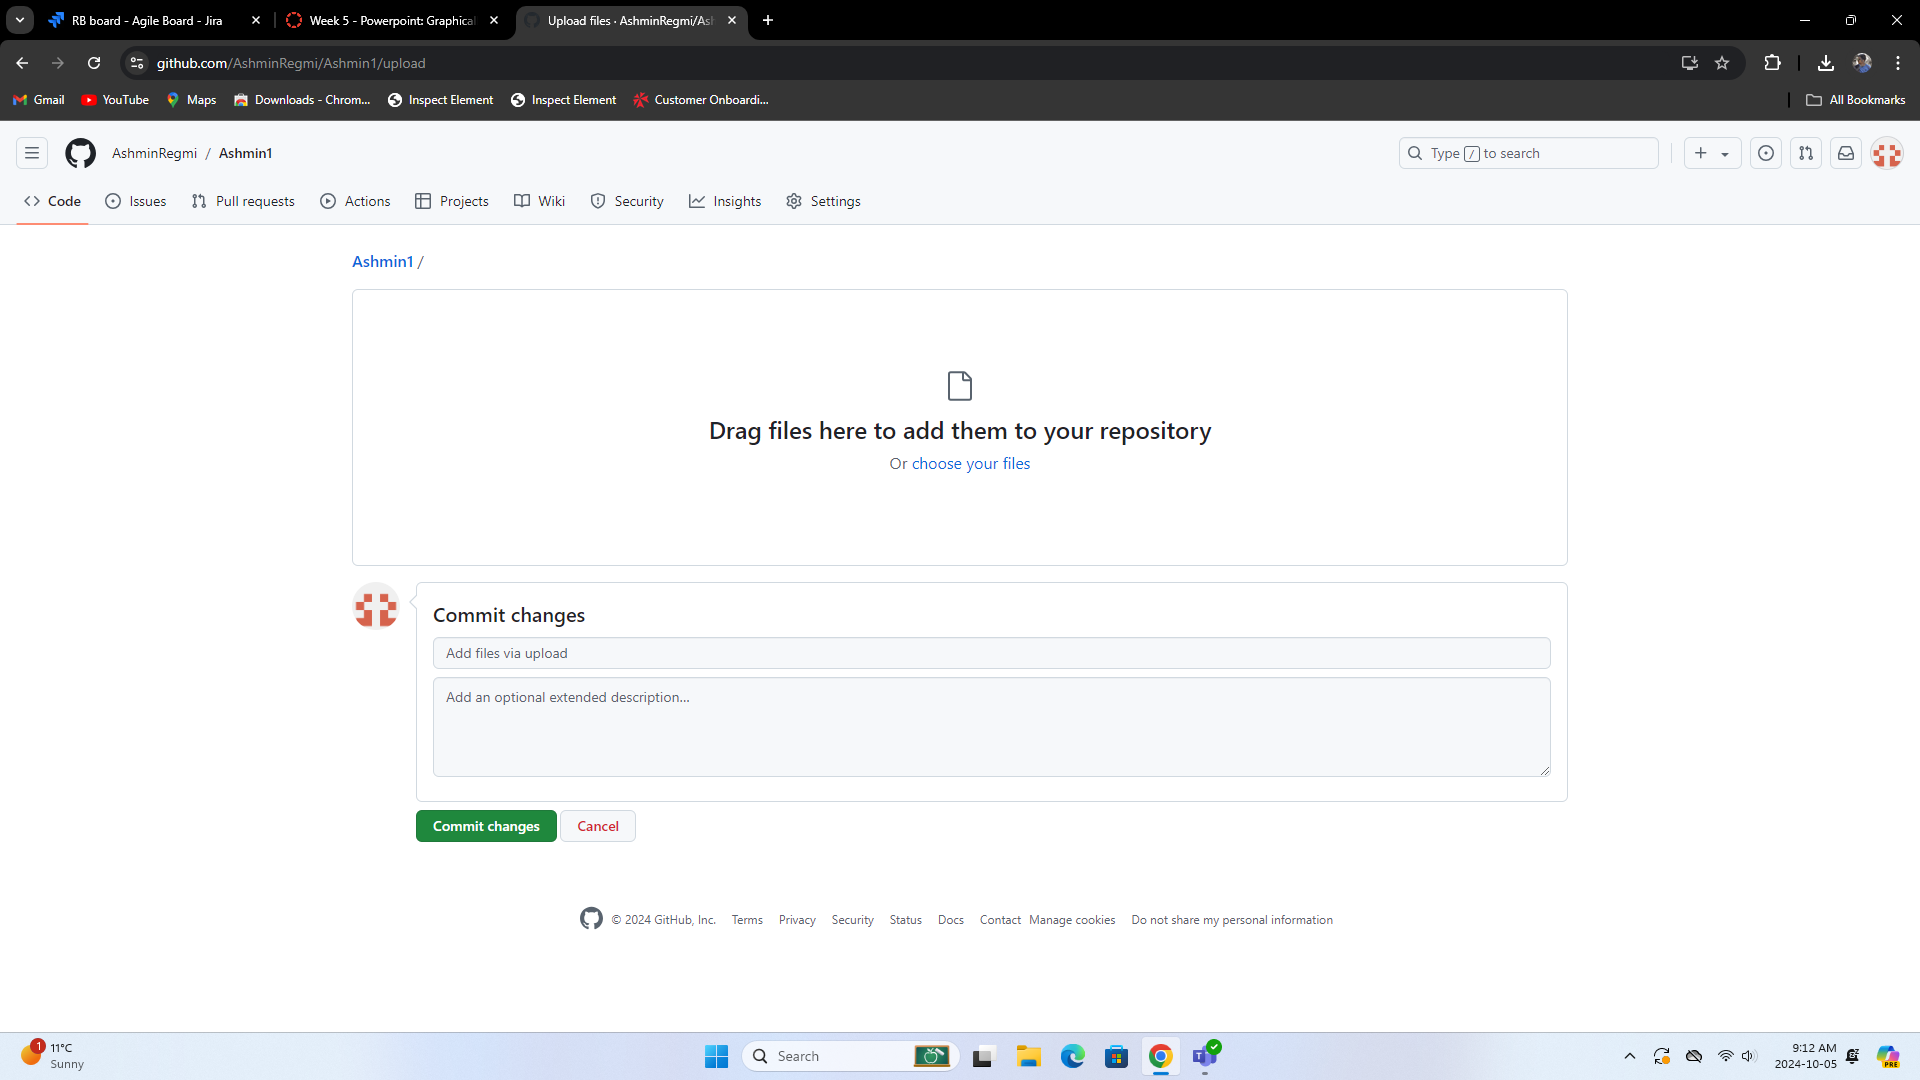 RB board - Agile Board - Jira
Week 5 - Powerpoint: Graphical
Upload files · AshminRegmi/Ash
github.com/AshminRegmi/Ashmin1/upload
Gmail
YouTube
Maps
Downloads - Chrom...
Inspect Element
Inspect Element
Customer Onboardi...
All Bookmarks
AshminRegmi / Ashmin1
Type / to search
Code
Issues
Pull requests
Actions
Projects
Wiki
Security
Insights
Settings
Ashmin1 /
Drag files here to add them to your repository
Or choose your files
Commit changes
Add files via upload
Add an optional extended description...
Commit changes
Cancel
© 2024 GitHub, Inc.
Terms
Privacy
Security
Status
Docs
Contact
Manage cookies
Do not share my personal information
1
11°C
Sunny
Search
9:12 AM
2024-10-05
PRE